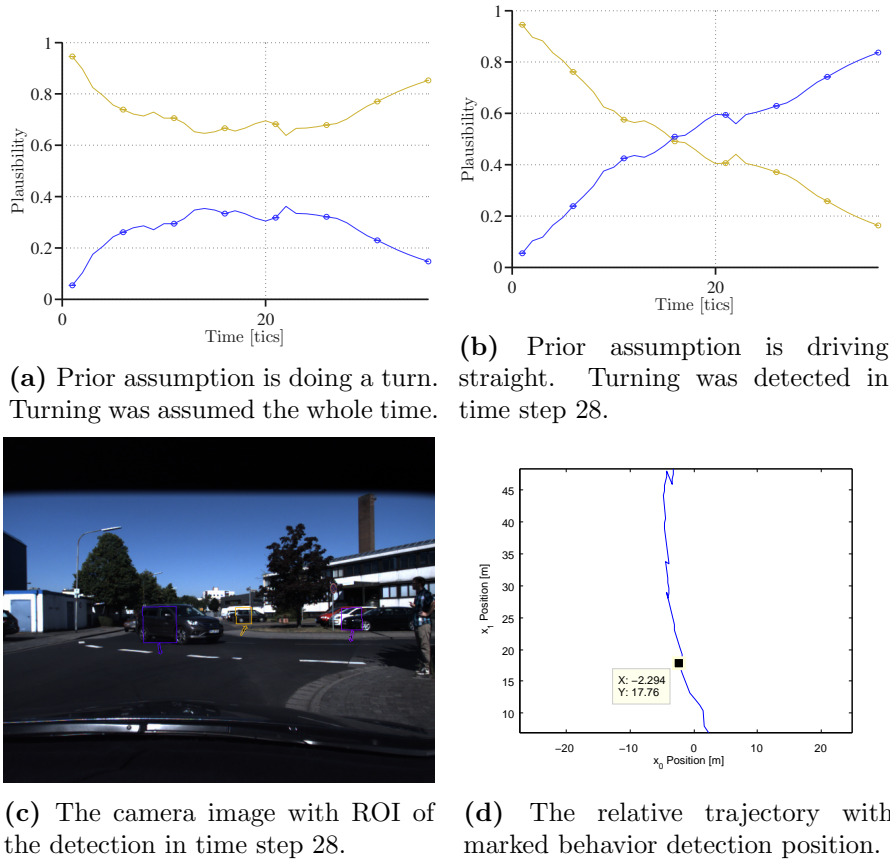 1
0.8
0.6
0.4
0.2
0
0
20
Plausibility
Time [tics]
(a) Prior assumption is doing a turn.
Turning was assumed the whole time.
1
0.8
0.6
0.4
0.2
0
0
20
Plausibility
Time [tics]
(b) Prior assumption is driving
straight. Turning was detected in
time step 28.
(c) The camera image with ROI of
the detection in time step 28.
45
40
35
30
25
20
15
10
x1 Position [m]
X: −2.294
Y: 17.76
−20 −10 0 10 20
x0 Position [m]
(d) The relative trajectory with
marked behavior detection position.